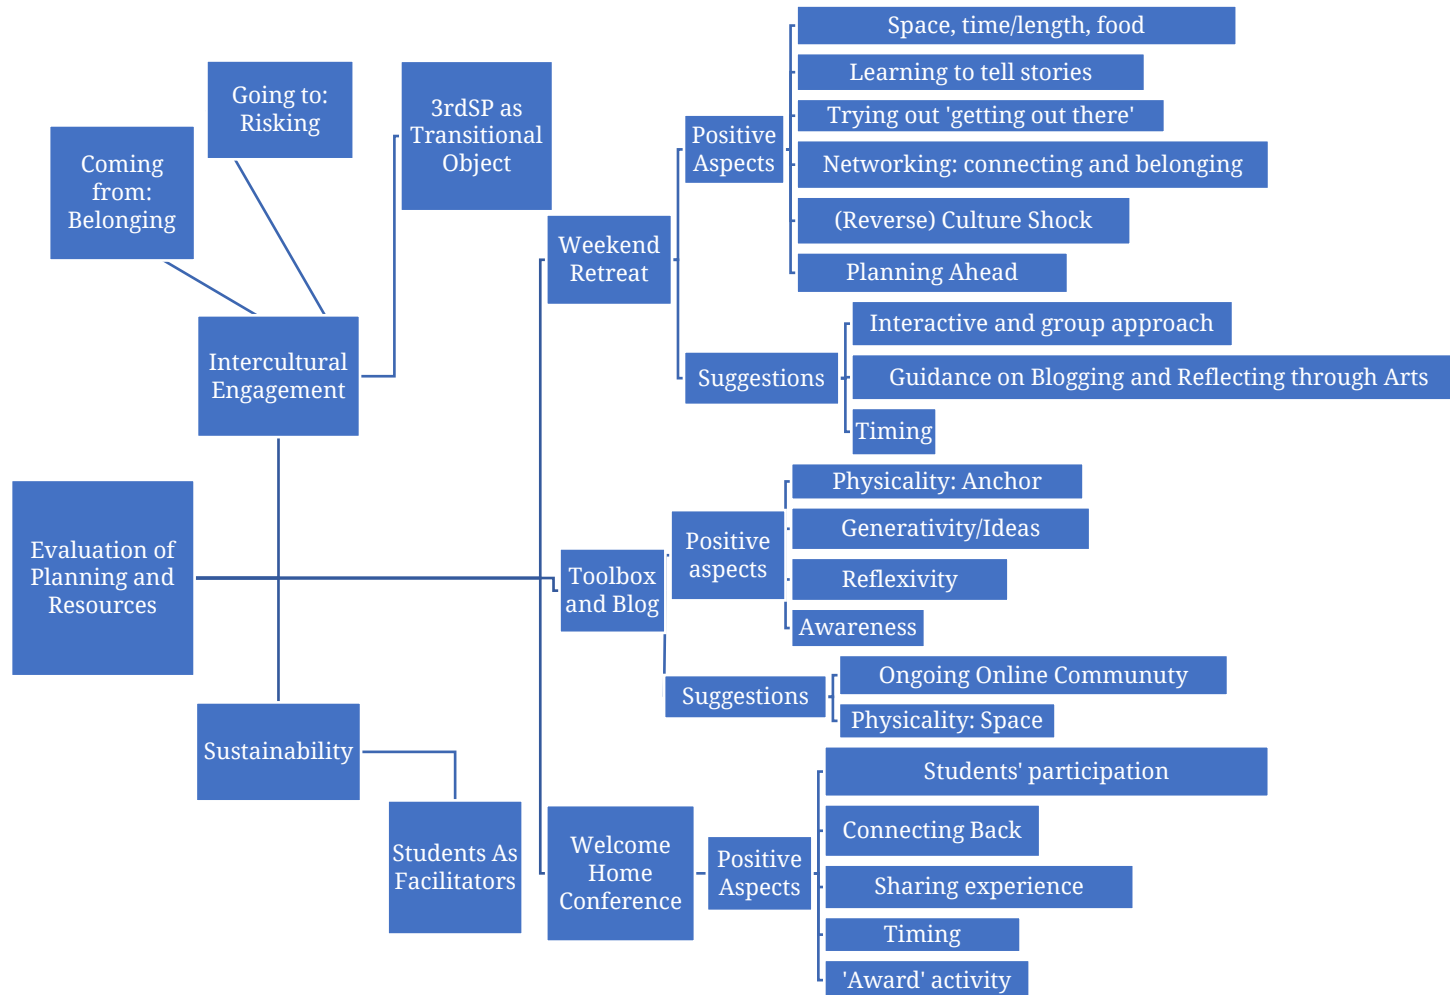 Going to:
Risking
Coming
from:
Belonging
3rdSP as
Transitional
Object
Intercultural
Engagement
Evaluation of
Planning and
Resources
Sustainability
Students As
Facilitators
Weekend
Retreat
Positive
Aspects
Space, time/length, food
Learning to tell stories
Trying out 'getting out there'
Networking: connecting and belonging
(Reverse) Culture Shock
Planning Ahead
Suggestions
Interactive and group approach
Guidance on Blogging and Reflecting through Arts
Timing
Toolbox
and Blog
Positive
aspects
Physicality: Anchor
Generativity/Ideas
Reflexivity
Awareness
Suggestions
Ongoing Online Communuty
Physicality: Space
Welcome
Home
Conference
Positive
Aspects
Students' participation
Connecting Back
Sharing experience
Timing
'Award' activity